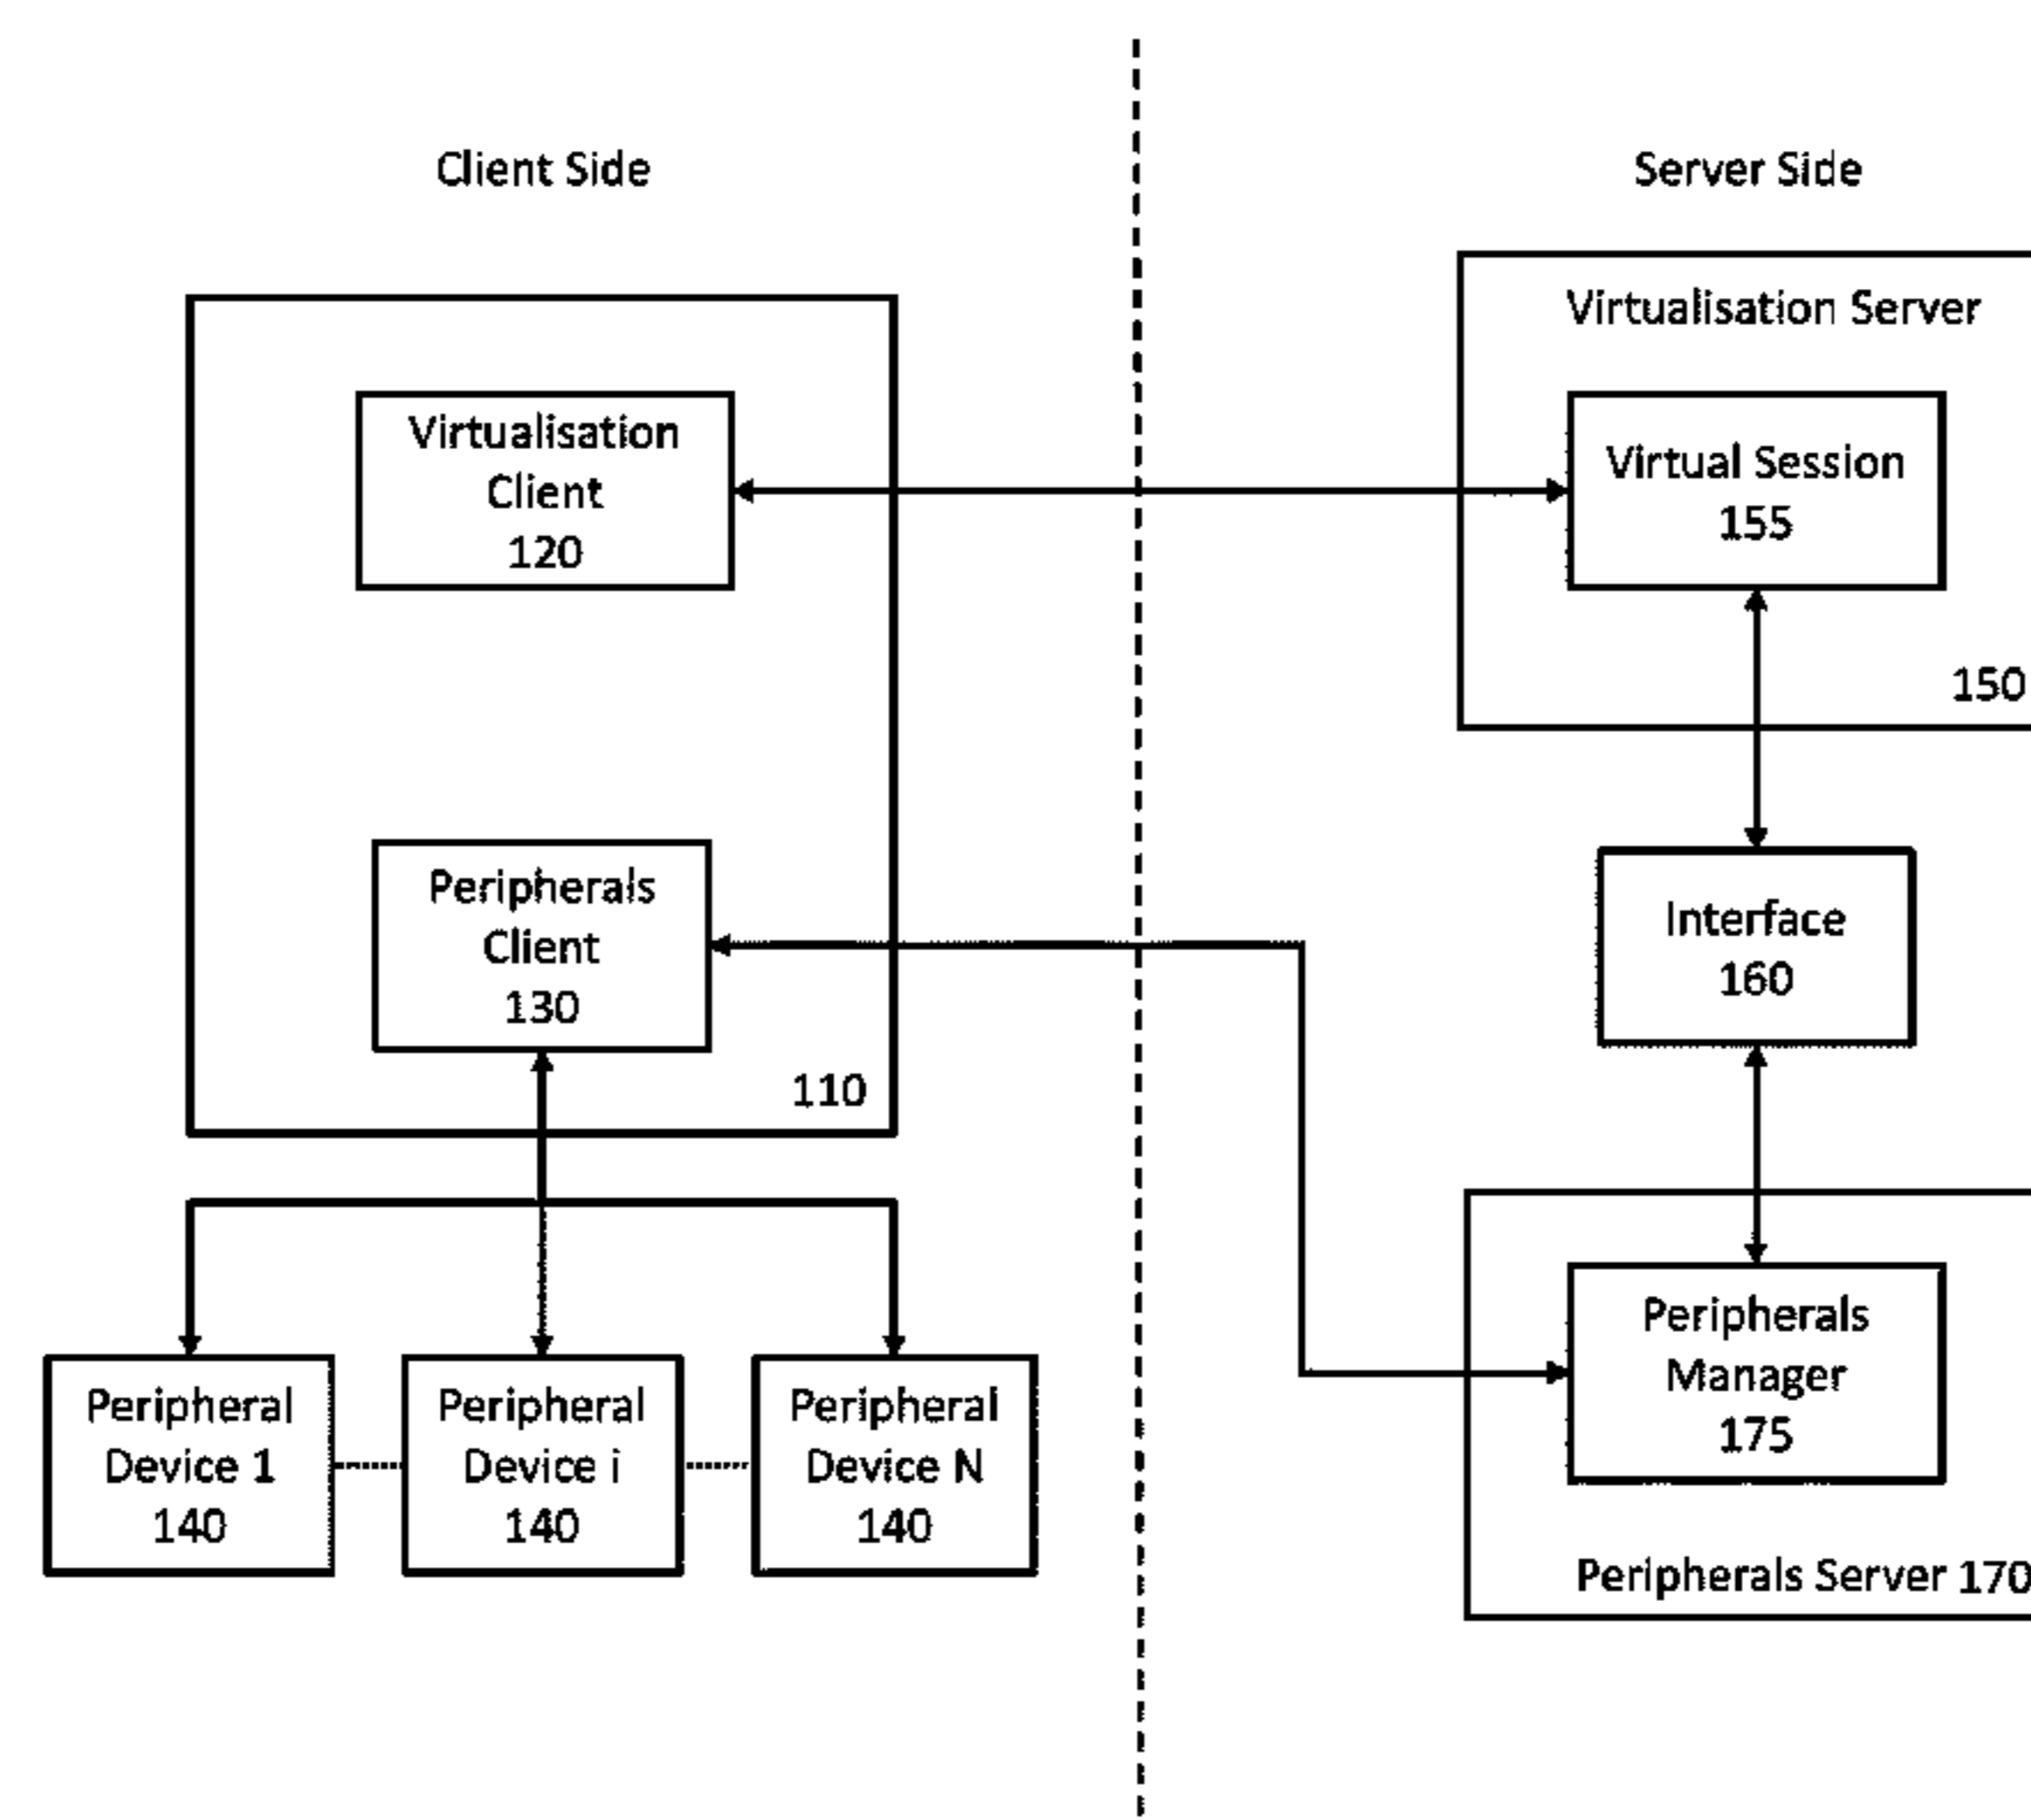 Client Side
Virtualisation
Client
120
Peripherals
Client
130
110
Peripheral
Device 1
140
Peripheral
Device i
140
Peripheral
Device N
140
Server Side
Virtualisation Server
Virtual Session
155
150
Interface
160
Peripherals
Manager
175
Peripherals Server 170